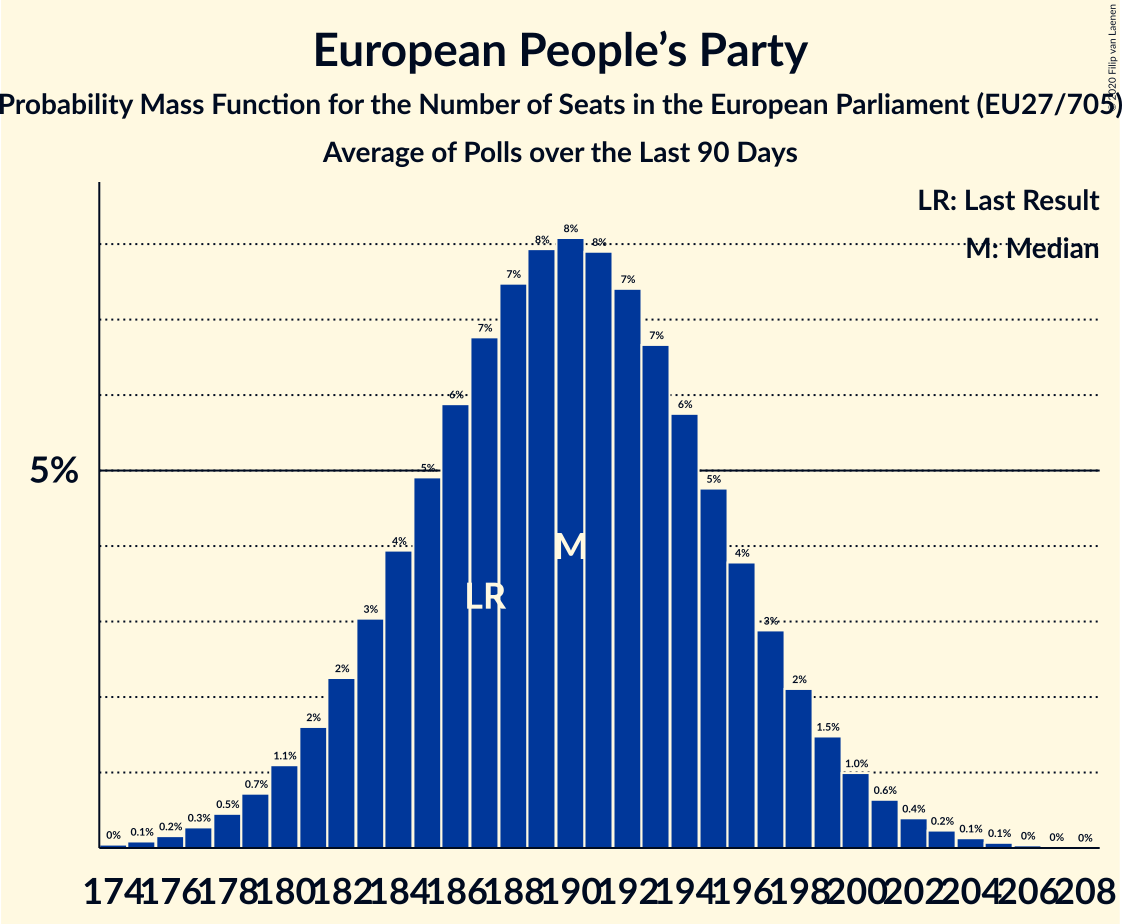 European People’s Party
Probability Mass Function for the Number of Seats in the European Parliament (EU27/705)
Average of Polls over the Last 90 Days
2020 Filip van Laenen
LR: Last Result
M: Median
5%
0% 0.1% 0.2% 0.3% 0.5% 0.7% 1.1% 2% 2% 3% 4% 5% 6% 7% 7% 8% 8% 8% 7% 7% 6% 5% 4% 3% 2% 1.5% 1.0% 0.6% 0.4% 0.2% 0.1% 0.1% 0% 0% 0%
M
LR
174 176 178 180 182 184 186 188 190 192 194 196 198 200 202 204 206 208